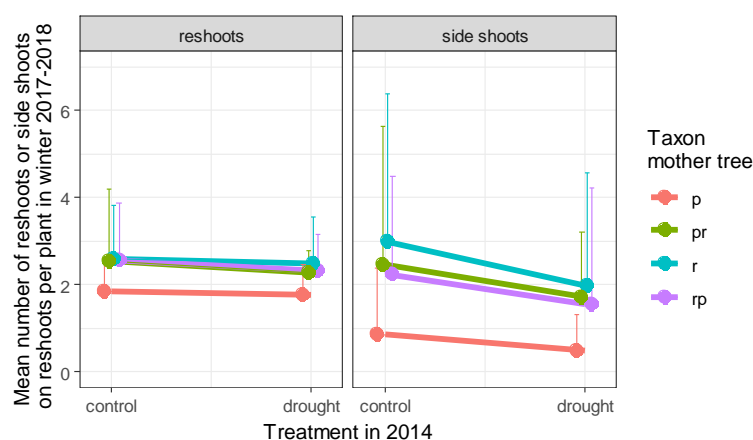 Mean number of reshoots or side shoots
on reshoots per plant in winter 2017-2018
reshoots
side shoots
6
4
2
0
control
drought
control
drought
Treatment in 2014
Taxon
mother tree
p
pr
r
rp